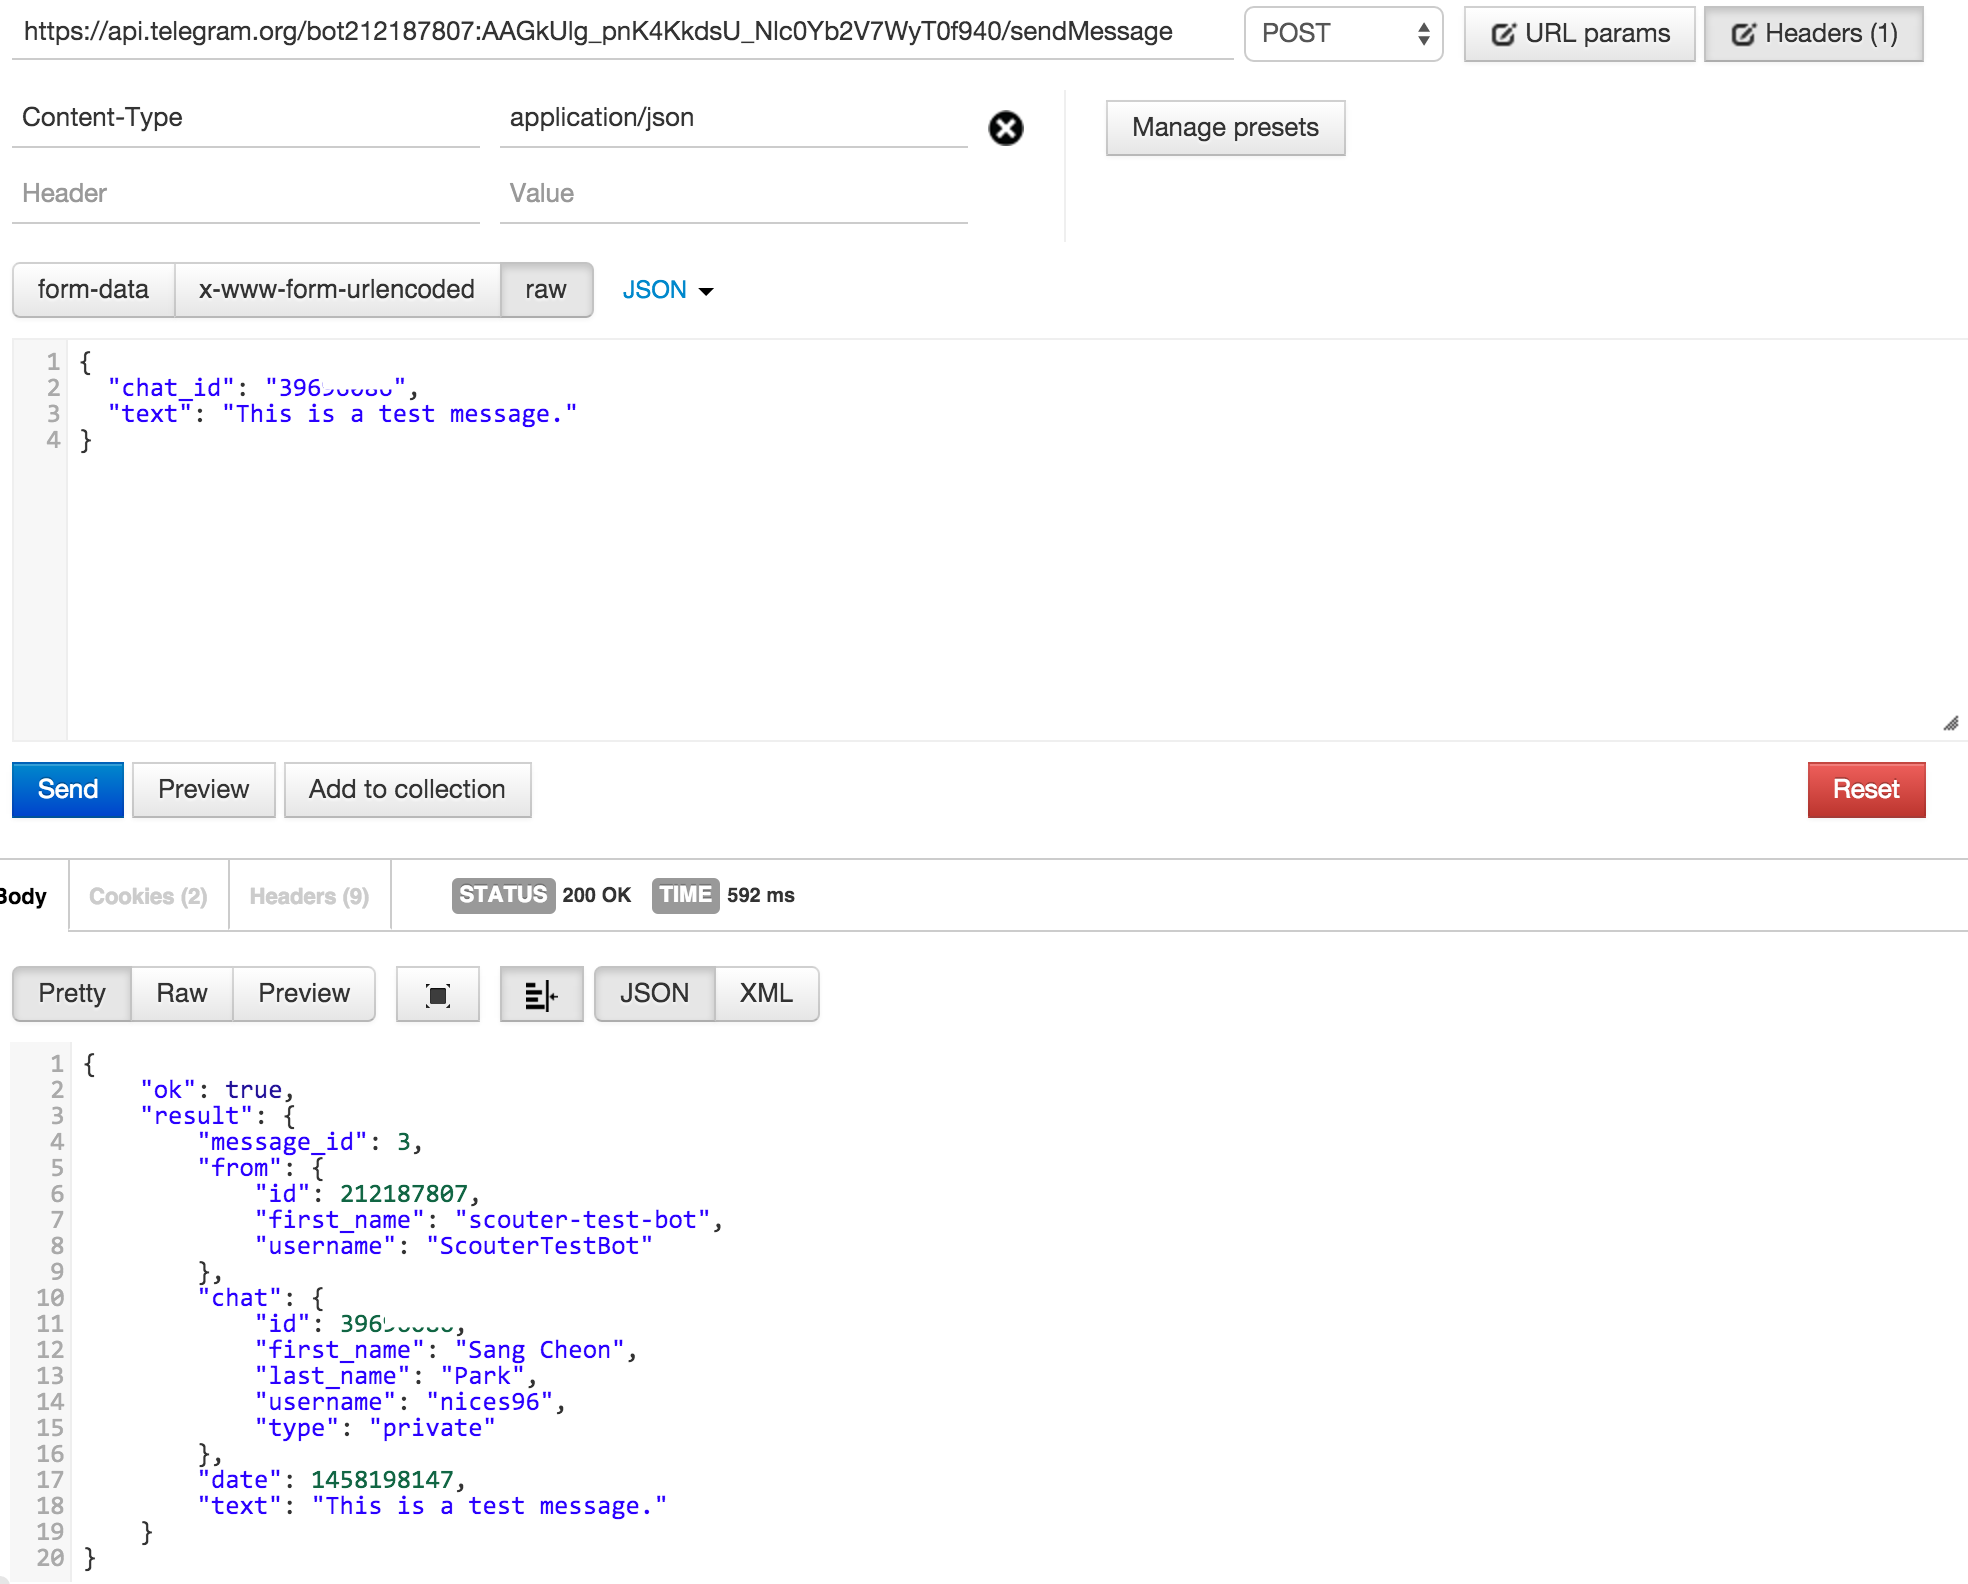 https://api.telegram.org/bot212187807:AAGkUlg_pnK4KkdsU_Nlc0Yb2V7WyT0f940/sendMessage POST URL params Headers (1)
Content-Type application/json Manage presets
Header Value
form-data x-www-form-urlencoded raw JSON
1 {
2 "chat_id":
3 "text": "This is a test message."
4 }
Send Preview Add to collection Reset
Body Cookies (2) Headers (9) STATUS 200 OK TIME 592 ms
Pretty Raw Preview JSON XML
1 {
2 "ok": true,
3 "result": {
4 "message_id": 3,
5 "from": {
6 "id": 212187807,
7 "first_name": "scouter-test-bot",
8 "username": "ScouterTestBot"
9 },
10 "chat": {
11 "id":
12 "first_name": "Sang Cheon",
13 "last_name": "Park",
14 "username": "nices96",
15 "type": "private"
16 },
17 "date": 1458198147,
18 "text": "This is a test message."
19 }
20 }